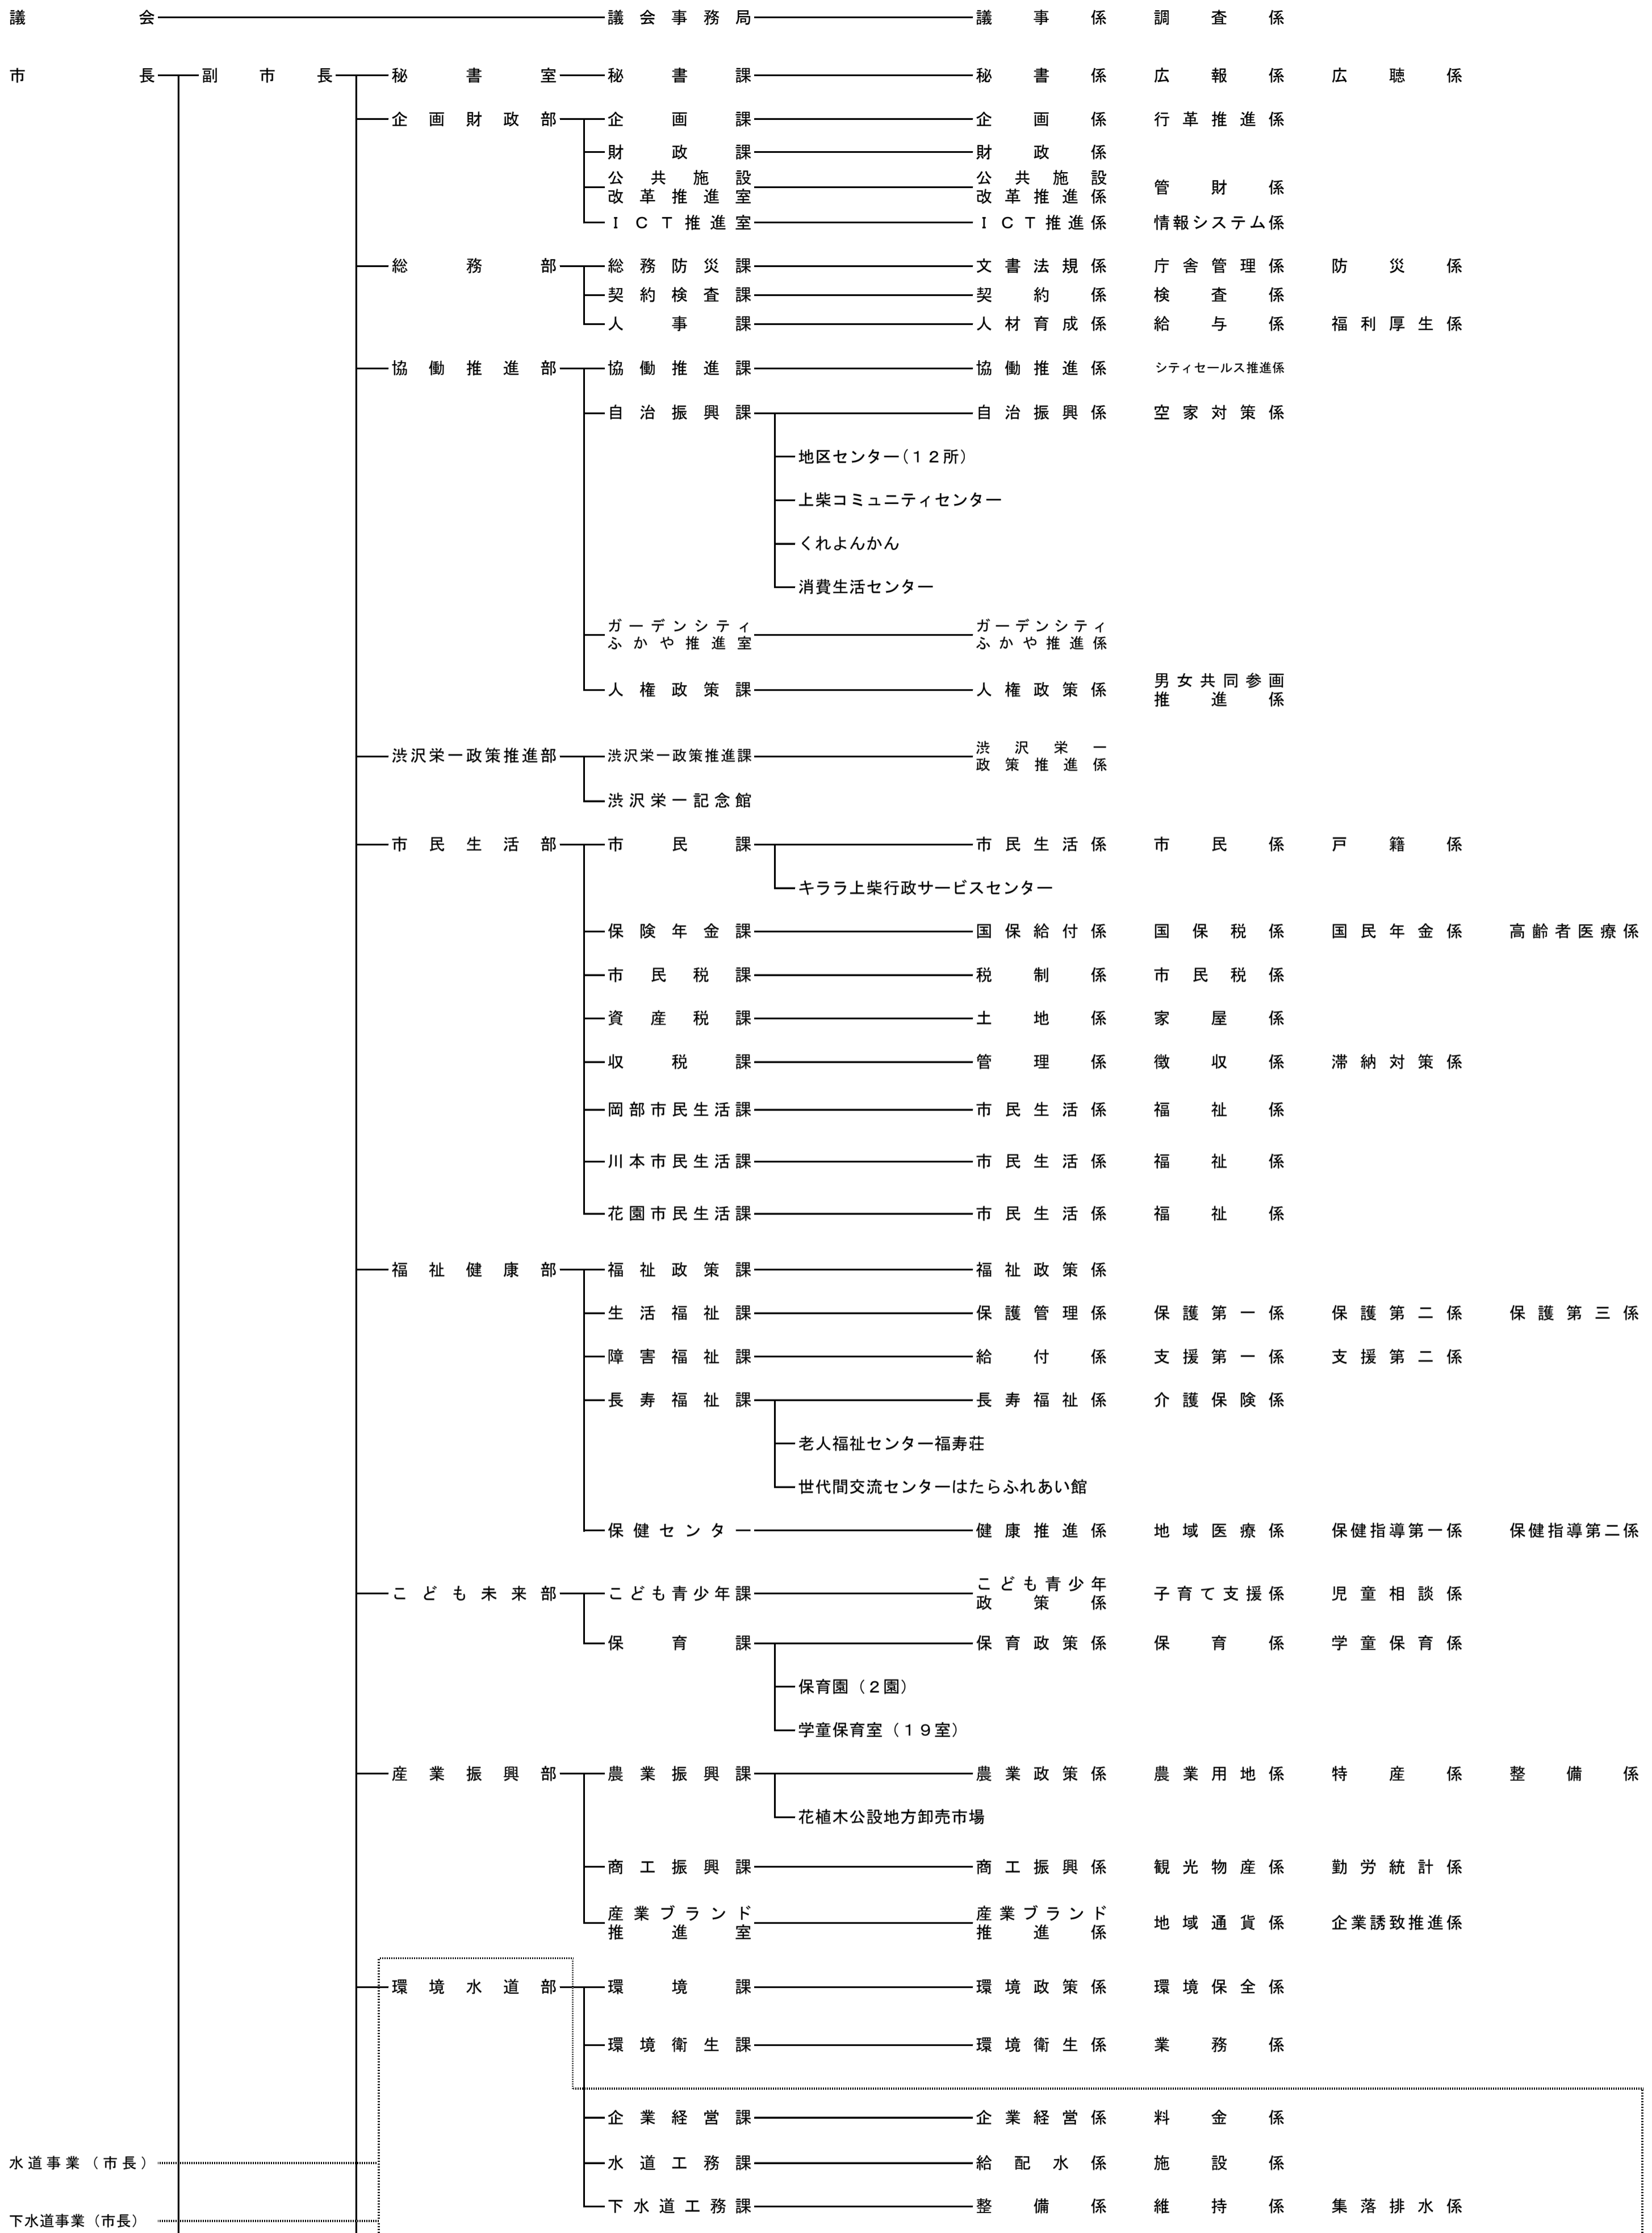 議会 議会事務局 議事係 調査係
市長 副市長 秘書室 秘書課 秘書係 広報係 広聴係
企画財政部 企画課 企画係 行革推進係
財政課 財政係
公共施設 公共施設
改革推進室 改革推進係 管財係
ＩＣＴ推進室 ＩＣＴ推進係 情報システム係
総務部 総務防災課 文書法規係 庁舎管理係 防災係
契約検査課 契約係 検査係
人事課 人材育成係 給与係 福利厚生係
協働推進部 協働推進課 協働推進係 シティセールス推進係
自治振興課 自治振興係 空家対策係
地区センター（１２所）
上柴コミュニティセンター
くれよんかん
消費生活センター
ガーデンシティ ガーデンシティ
ふかや推進室 ふかや推進係
人権政策課 人権政策係 男女共同参画
推進係
渋沢栄一政策推進部 渋沢栄一政策推進課 渋沢栄一
政策推進係
渋沢栄一記念館
市民生活部 市民課 市民生活係 市民係 戸籍係
キララ上柴行政サービスセンター
保険年金課 国保給付係 国保税係 国民年金係 高齢者医療係
市民税課 税制係 市民税係
資産税課 土地係 家屋係
収税課 管理係 徴収係 滞納対策係
岡部市民生活課 市民生活係 福祉係
川本市民生活課 市民生活係 福祉係
花園市民生活課 市民生活係 福祉係
福祉健康部 福祉政策課 福祉政策係
生活福祉課 保護管理係 保護第一係 保護第二係 保護第三係
障害福祉課 給付係 支援第一係 支援第二係
長寿福祉課 長寿福祉係 介護保険係
老人福祉センター福寿荘
世代間交流センターはたらふれあい館
保健センター 健康推進係 地域医療係 保健指導第一係 保健指導第二係
こども未来部 こども青少年課 こども青少年
政策係 子育て支援係 児童相談係
保育課 保育政策係 保育係 学童保育係
保育園（２園）
学童保育室（１９室）
産業振興部 農業振興課 農業政策係 農業用地係 特産係 整備係
花植木公設地方卸売市場
商工振興課 商工振興係 観光物産係 勤労統計係
産業ブランド 産業ブランド
推進室 推進係 地域通貨係 企業誘致推進係
環境水道部 環境課 環境政策係 環境保全係
環境衛生課 環境衛生係 業務係
企業経営課 企業経営係 料金係
水道事業（市長） 水道工務課 給配水係 施設係
下水道工務課 整備係 維持係 集落排水係
下水道事業（市長）